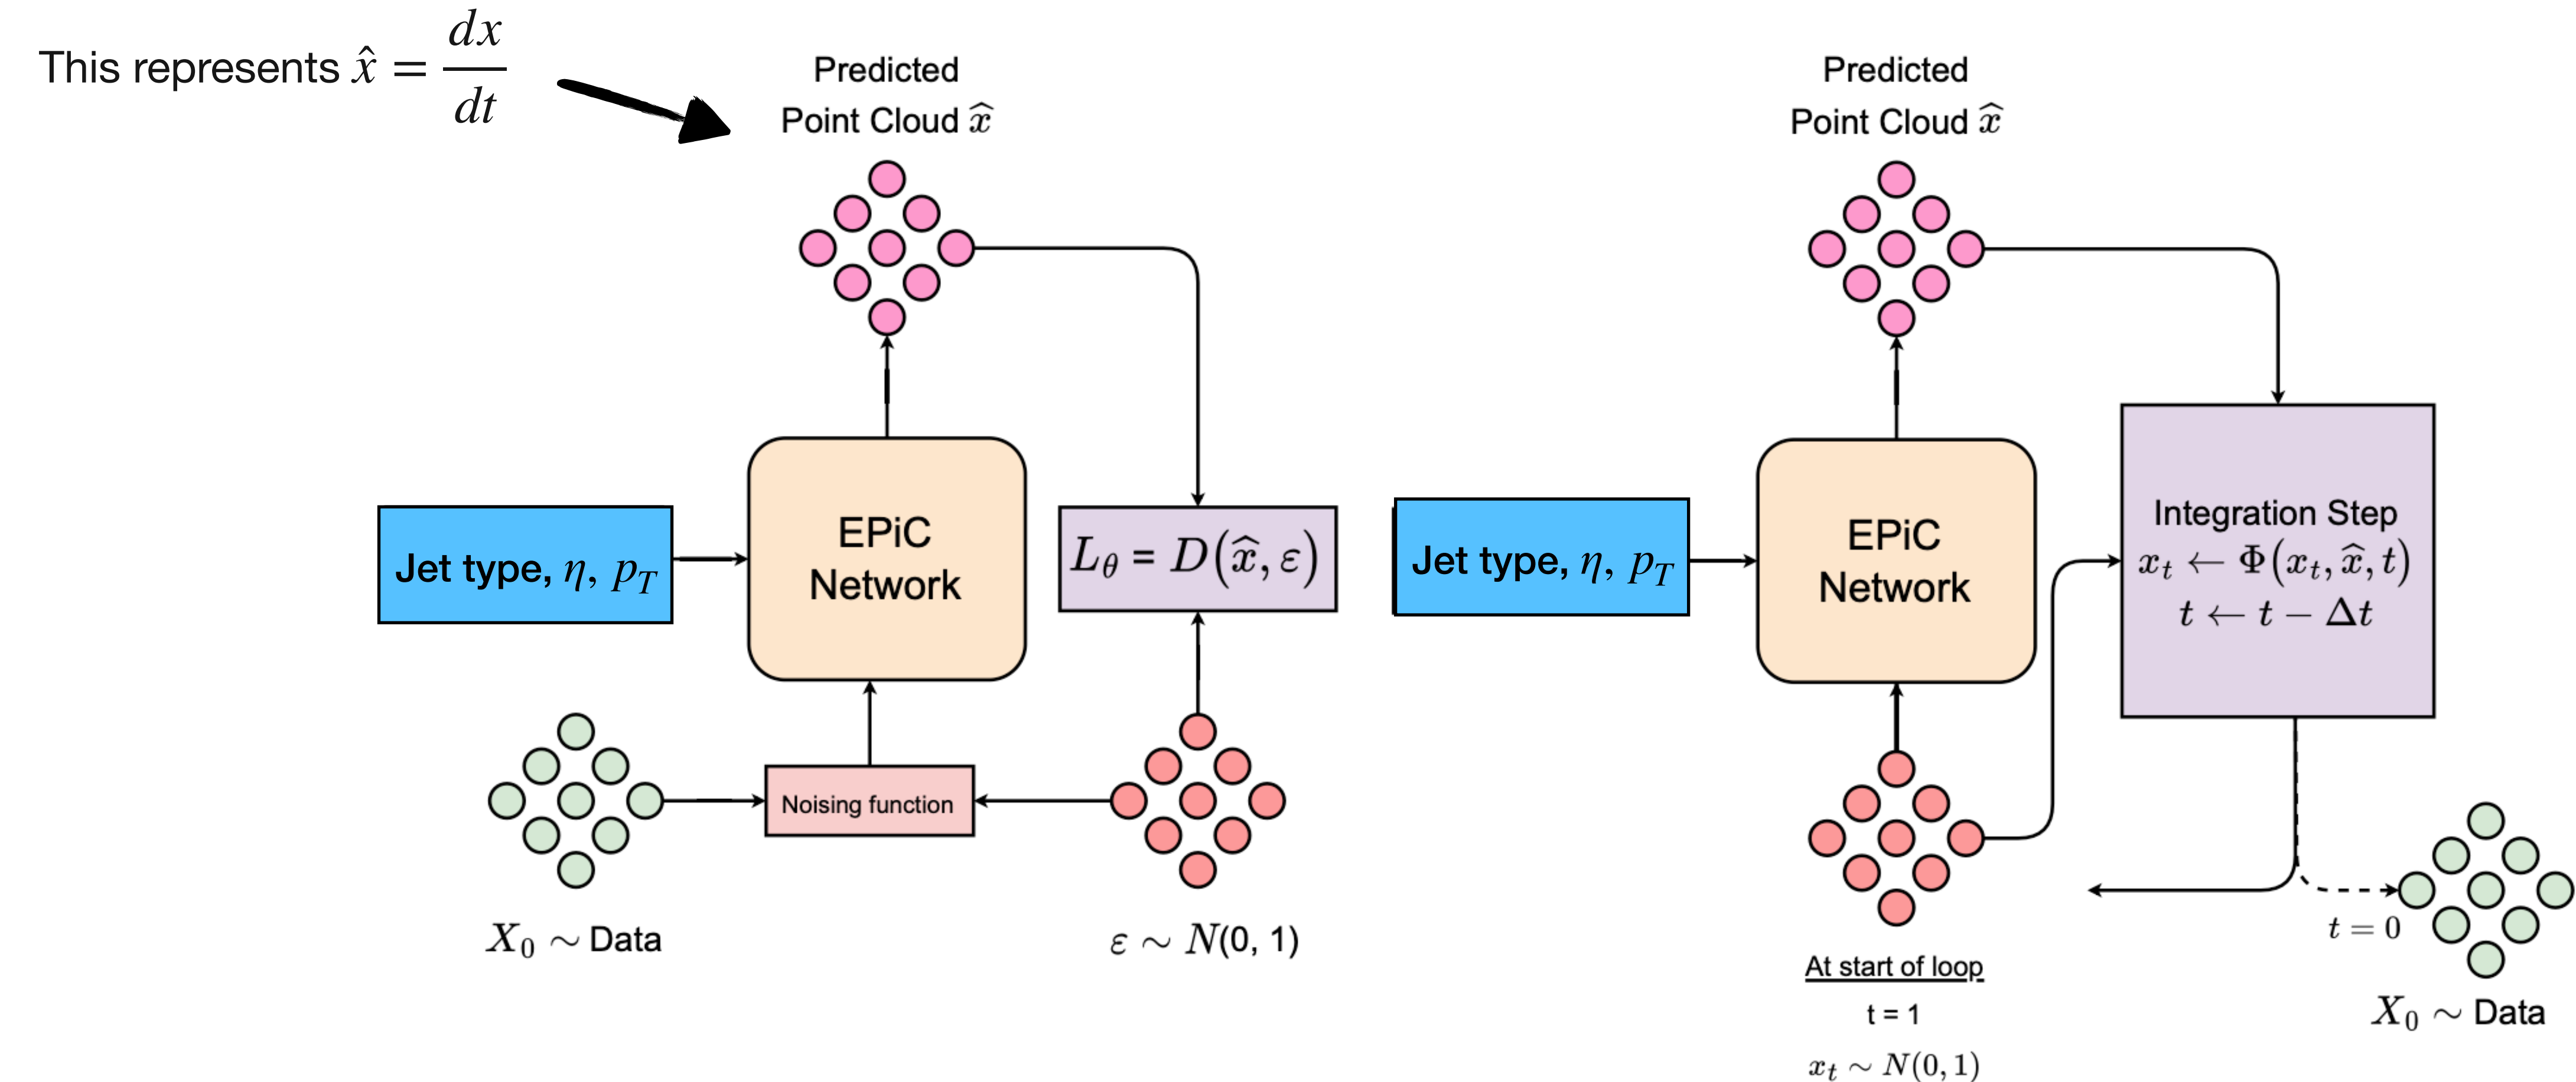 This represents x̂ = dx/dt
Predicted
Point Cloud x̂
EPiC
Network
Jet type, η, p_T
L_θ = D(x̂, ε)
Noising function
X_0 ∼ Data
ε ∼ N(0, 1)
Predicted
Point Cloud x̂
EPiC
Network
Jet type, η, p_T
Integration Step
x_t ← Φ(x_t, x̂, t)
t ← t − Δt
At start of loop
t = 1
x_t ∼ N(0, 1)
t = 0
X_0 ∼ Data